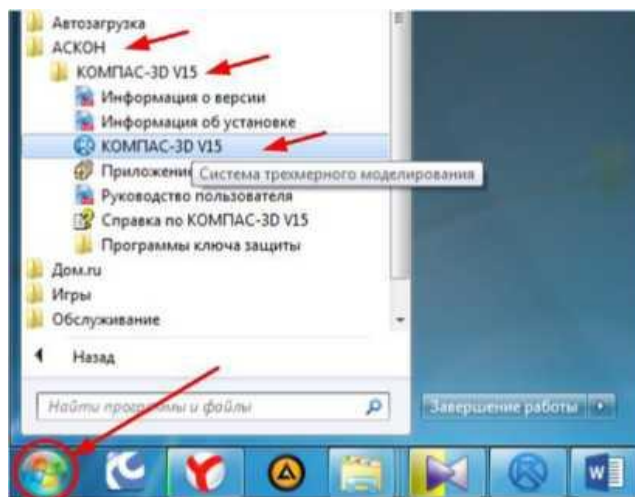 Автозагрузка
АСКОН
КОМПАС-3D V15
Информация о версии
Информация об установке
КОМПАС-3D V15
Приложение
Система трехмерного моделирования
Руководство пользователя
Справка по КОМПАС-3D V15
Программы ключа защиты
Дом.ru
Игры
Обслуживание
Назад
Найти программы и файлы
Завершение работы